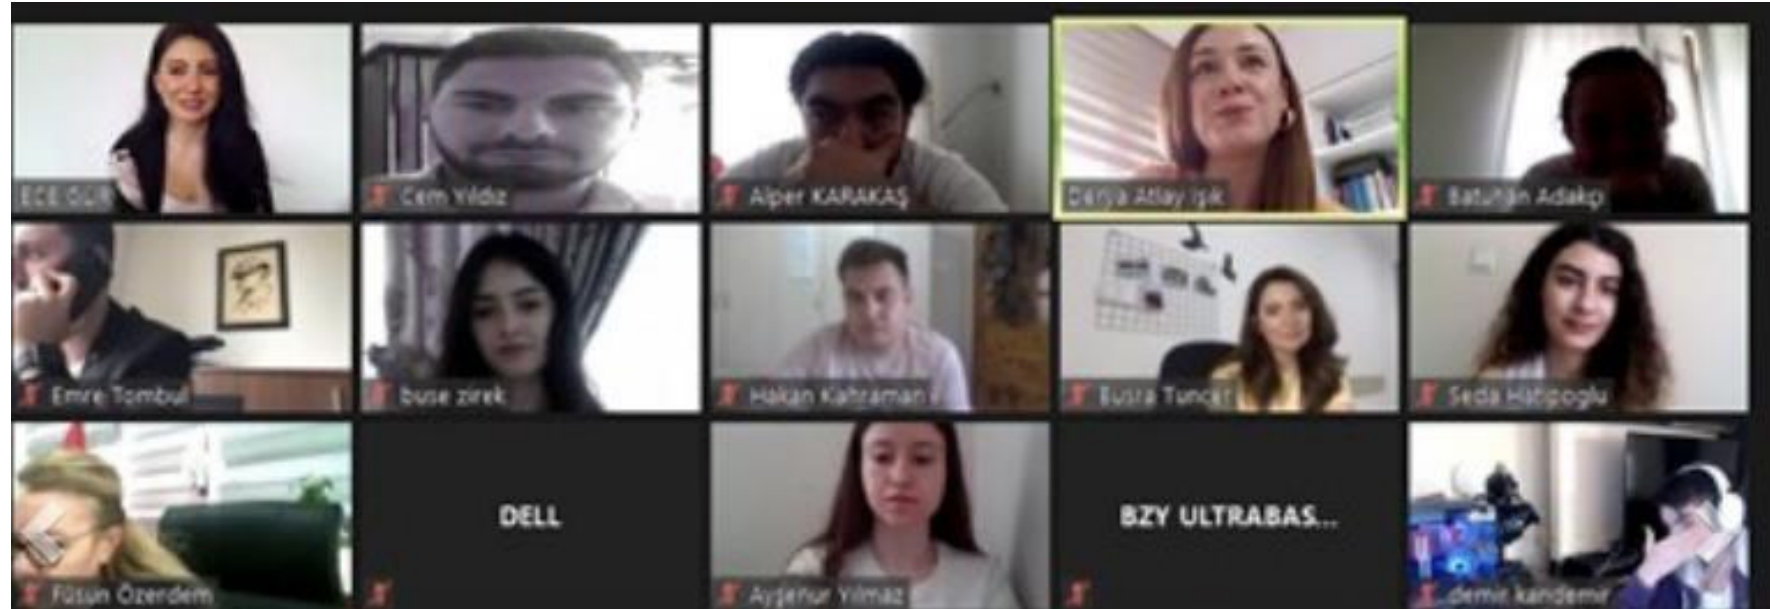 ECE GÜR
Cem Yıldız
Alper KARAKAŞ
Derya Atlay Işık
Batuhan Adakçı
Emre Tombul
buse zirek
Hakan Kahraman
Busra Tuncer
Seda Hatipoglu
Füsun Özerdem
DELL
Ayşenur Yılmaz
BZY ULTRABAS...
demir kandemir